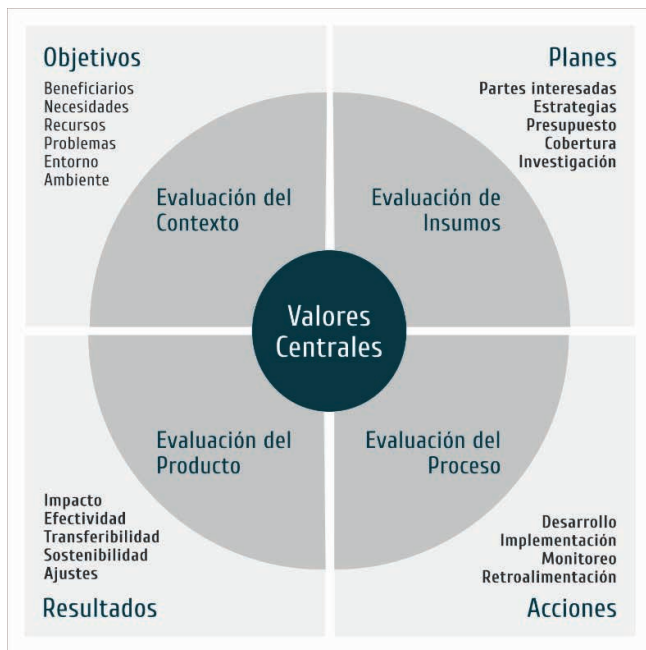 Objetivos
Beneficiarios
Necesidades
Recursos
Problemas
Entorno
Ambiente
Evaluación del
Contexto
Planes
Partes interesadas
Estrategias
Presupuesto
Cobertura
Investigación
Evaluación de
Insumos
Valores
Centrales
Evaluación del
Producto
Impacto
Efectividad
Transferibilidad
Sostenibilidad
Ajustes
Resultados
Evaluación del
Proceso
Desarrollo
Implementación
Monitoreo
Retroalimentación
Acciones